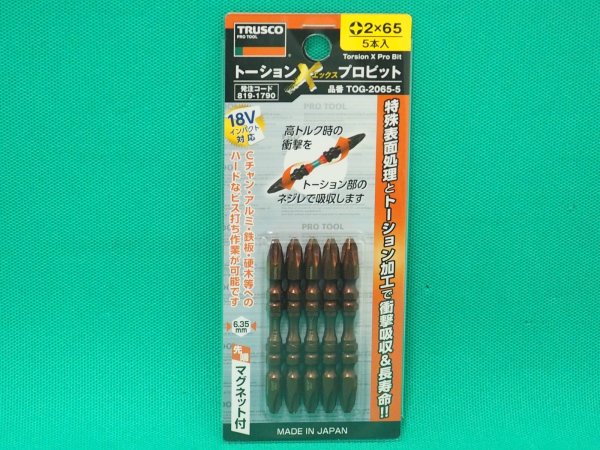 TRUSCO
PRO TOOL
2×65
5本入
Torsion X Pro Bit
トーションXプロビット
エックス
発注コード
819-1790
品番 TOG-2065-5
PRO TOOL
18V
インパクト
対応
高トルク時の
衝撃を
トーション部の
ネジレで吸収します
PRO TOOL
特殊表面処理とトーション加工で衝撃吸収&長寿命!!
Cチャン・アルミ・鉄板・硬木等への
ハードなビス打ち作業が可能です
6.35
mm
先端
マグネット付
MADE IN JAPAN